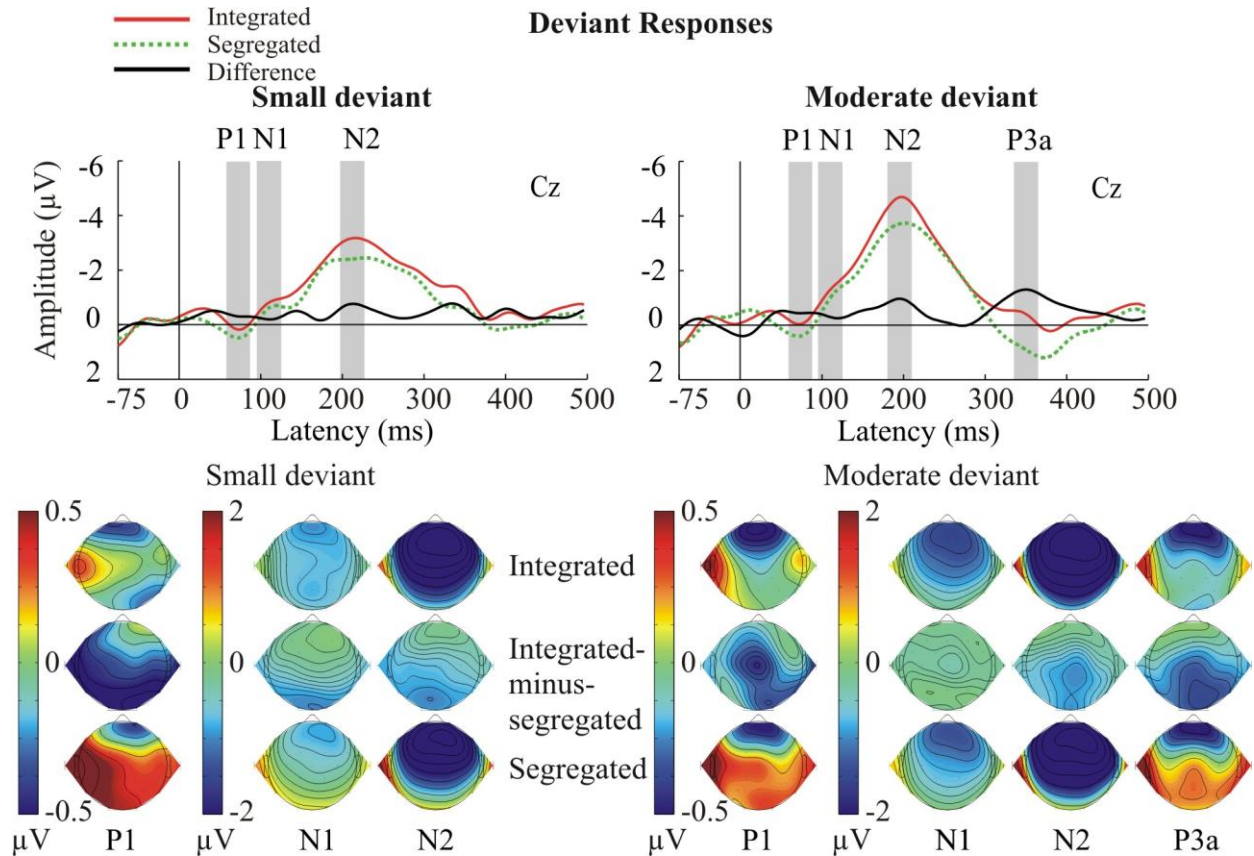 Integrated
Segregated
Difference
Deviant Responses
Small deviant
P1 N1 N2
Cz
Amplitude (µV)
-6
-4
-2
0
2
-75 0 100 200 300 400 500
Latency (ms)
Moderate deviant
P1 N1 N2 P3a
Cz
-6
-4
-2
0
2
-75 0 100 200 300 400 500
Latency (ms)
Small deviant
0.5
0
-0.5
µV
2
0
-2
µV
P1 N1 N2
Integrated
Integrated-
minus-
segregated
Segregated
Moderate deviant
0.5
0
-0.5
µV
2
0
-2
µV
P1 N1 N2 P3a